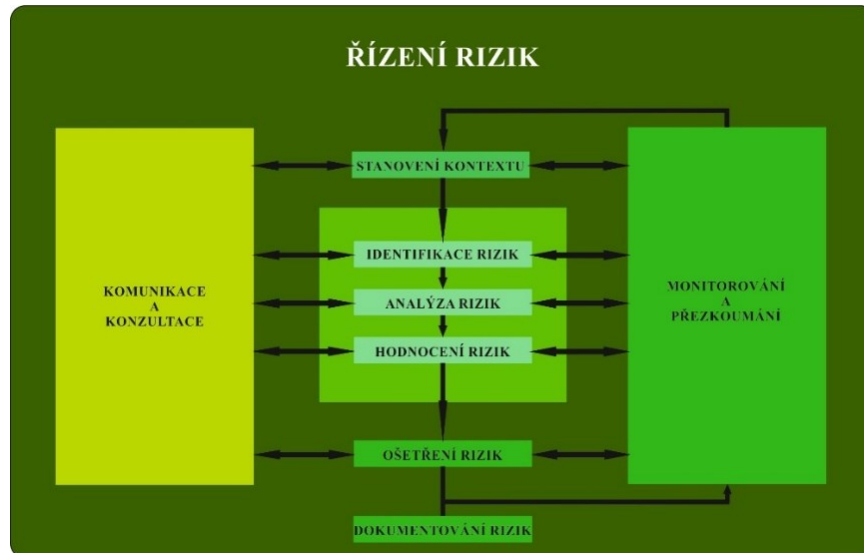 ŘÍZENÍ RIZIK
STANOVENÍ KONTEXTU
IDENTIFIKACE RIZIK
ANALÝZA RIZIK
HODNOCENÍ RIZIK
OŠETŘENÍ RIZIK
DOKUMENTOVÁNÍ RIZIK
KOMUNIKACE
A
KONZULTACE
MONITOROVÁNÍ
A
PŘEZKOUMÁNÍ